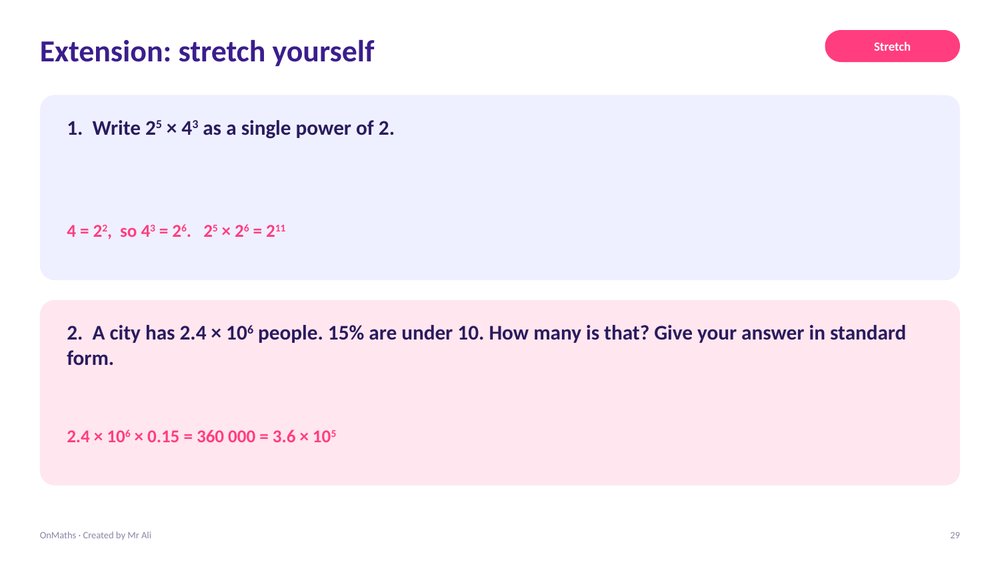 Extension: stretch yourself
Stretch
1. Write 2⁵ × 4³ as a single power of 2.
4 = 2², so 4³ = 2⁶. 2⁵ × 2⁶ = 2¹¹
2. A city has 2.4 × 10⁶ people. 15% are under 10. How many is that? Give your answer in standard
form.
2.4 × 10⁶ × 0.15 = 360 000 = 3.6 × 10⁵
OnMaths · Created by Mr Ali
29